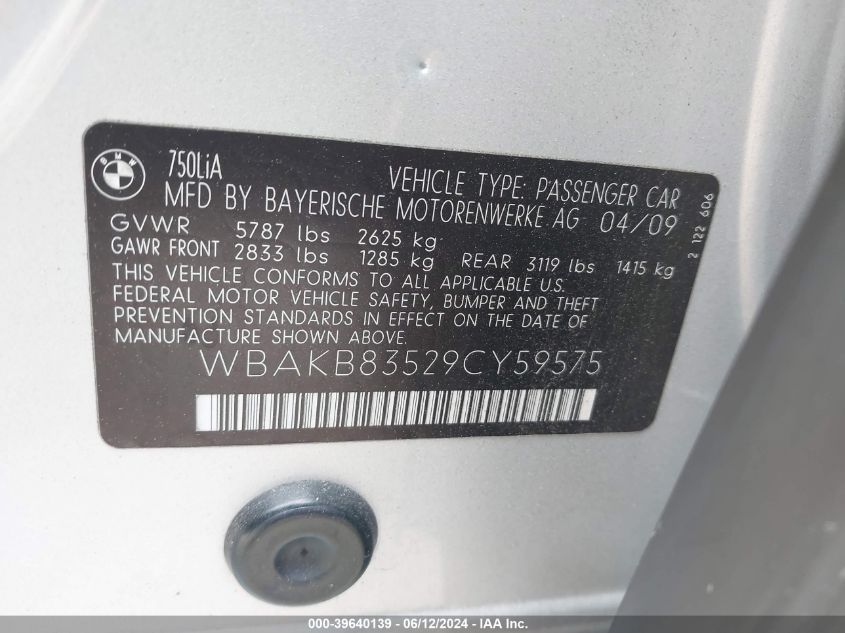 BMW
750LiA
VEHICLE TYPE: PASSENGER CAR
MFD BY BAYERISCHE MOTORENWERKE AG 04/09
GVWR 5787 lbs 2625 kg
GAWR FRONT 2833 lbs 1285 kg REAR 3119 lbs 1415 kg
THIS VEHICLE CONFORMS TO ALL APPLICABLE U.S.
FEDERAL MOTOR VEHICLE SAFETY, BUMPER AND THEFT
PREVENTION STANDARDS IN EFFECT ON THE DATE OF
MANUFACTURE SHOWN ABOVE.
WBAKB83529CY59575
2 122 606
000-39640139 - 06/12/2024 - IAA Inc.